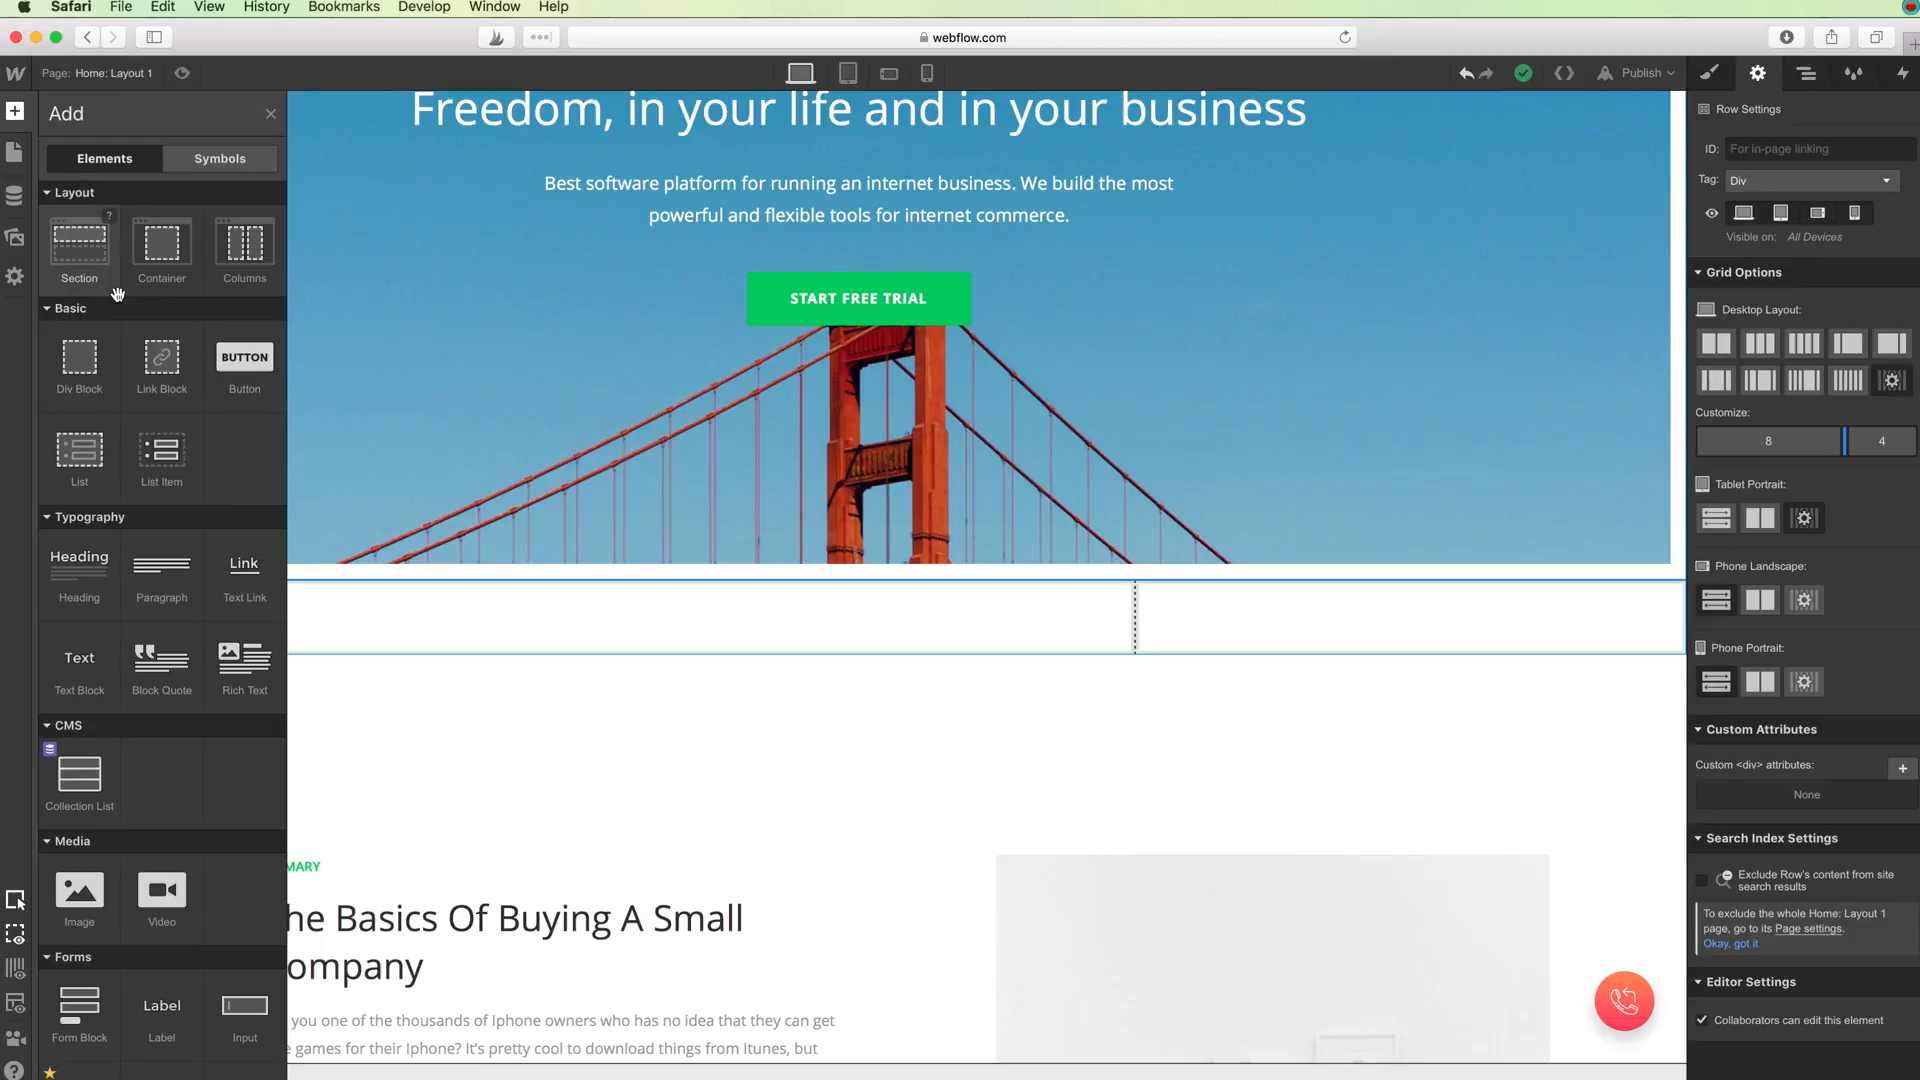 Safari File Edit View History Bookmarks Develop Window Help
webflow.com
Page: Home: Layout 1
Publish
Add
Elements Symbols
Layout
?
Section Container Columns
Basic
BUTTON
Div Block Link Block Button
List List Item
Typography
Heading Link
Heading Paragraph Text Link
Text
Text Block Block Quote Rich Text
CMS
Collection List
Media
Image Video
Forms
Label
Form Block Label Input
Freedom, in your life and in your business
Best software platform for running an internet business. We build the most
powerful and flexible tools for internet commerce.
START FREE TRIAL
MARY
he Basics Of Buying A Small
ompany
you one of the thousands of Iphone owners who has no idea that they can get
e games for their Iphone? It's pretty cool to download things from Itunes, but
Row Settings
ID: For in-page linking
Tag: Div
Visible on: All Devices
Grid Options
Desktop Layout:
Customize:
8 4
Tablet Portrait:
Phone Landscape:
Phone Portrait:
Custom Attributes
Custom <div> attributes:
None
Search Index Settings
Exclude Row's content from site
search results
To exclude the whole Home: Layout 1
page, go to its Page settings.
Okay, got it
Editor Settings
Collaborators can edit this element